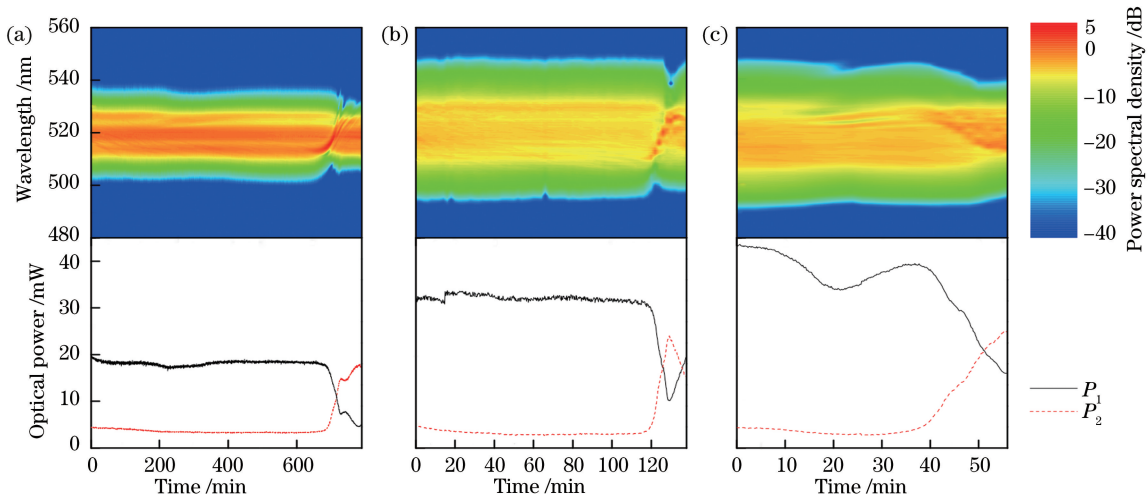 (a)
(b)
(c)
Wavelength /nm
560
540
520
500
480
Power spectral density /dB
5
0
−10
−20
−30
−40
Optical power /mW
40
30
20
10
0
0 200 400 600
Time /min
0 20 40 60 80 100 120
Time /min
0 10 20 30 40 50
Time /min
P1
P2